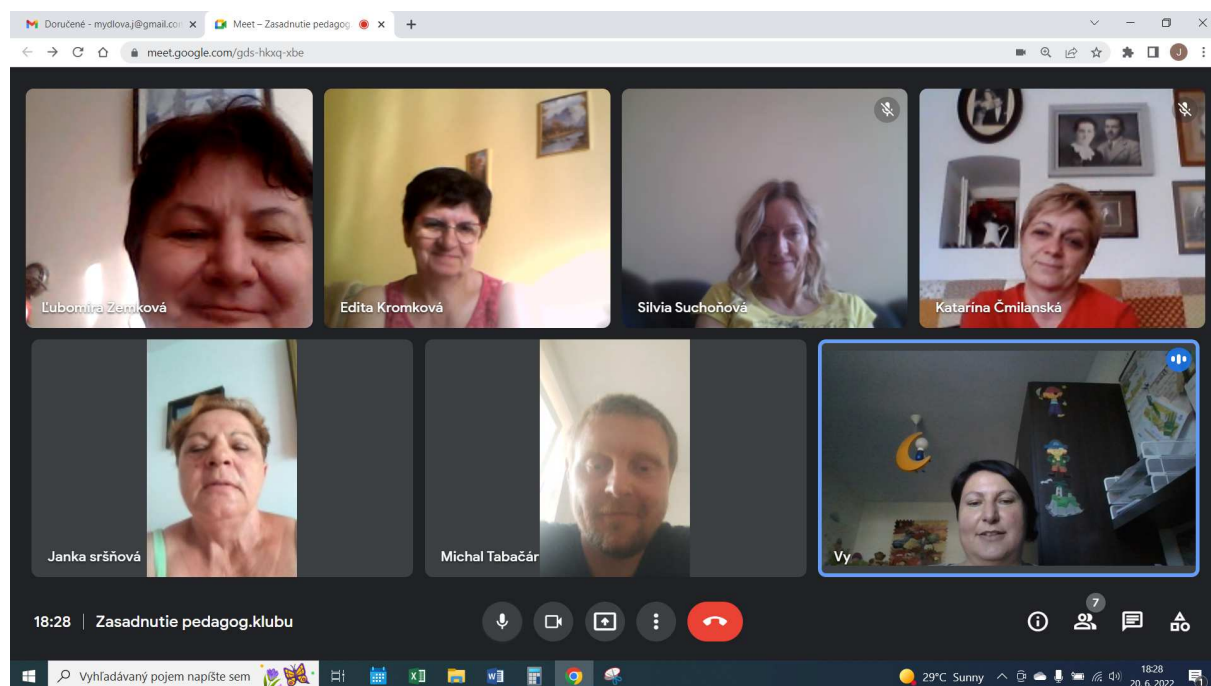 Doručené - mydlova.j@gmail.com
Meet – Zasadnutie pedagog.
meet.google.com/gds-hkxq-xbe
J
Ľubomíra Zemková
Edita Kromková
Silvia Suchoňová
Katarína Čmilanská
Janka sršňová
Michal Tabačár
Vy
18:28 | Zasadnutie pedagog.klubu
7
Vyhľadávaný pojem napíšte sem
29°C Sunny
18:28
20. 6. 2022
1